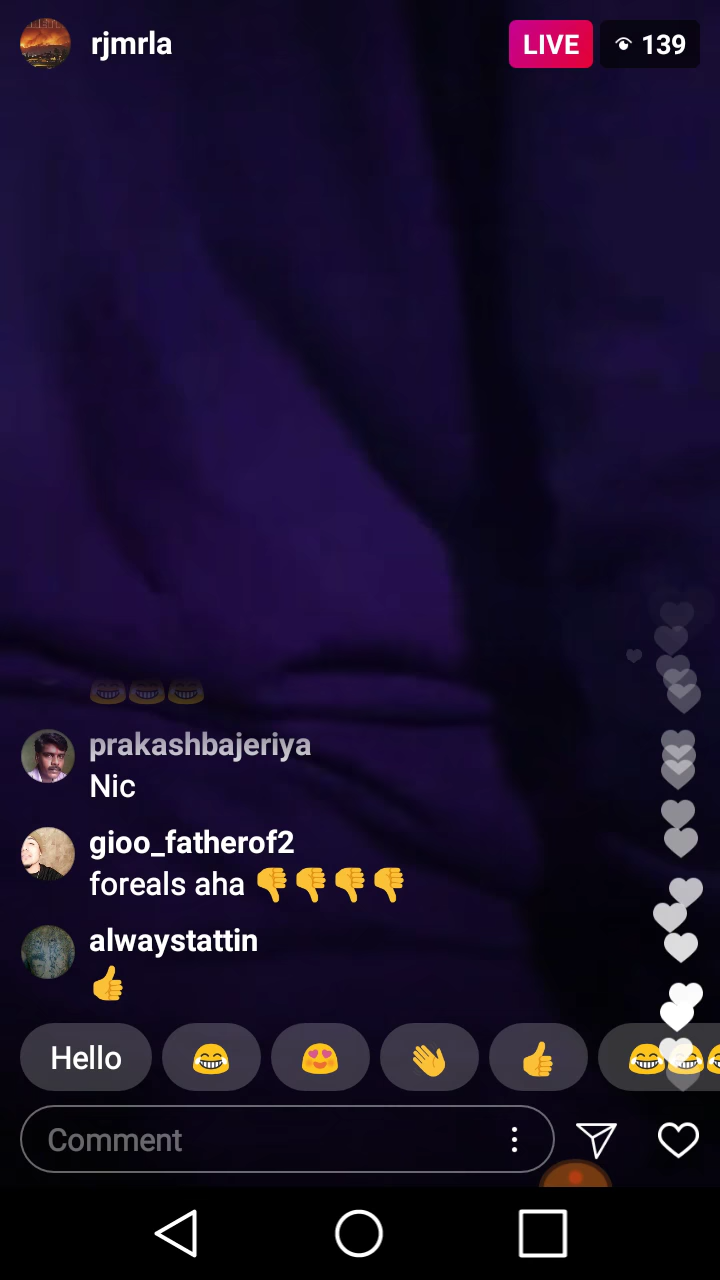 rjmrla
LIVE
139
😁😁😁
prakashbajeriya
Nic
gioo_fatherof2
foreals aha 👎👎👎👎
alwaystattin
👍
Hello 😂 😍 👋 👍 😂😂😂
Comment